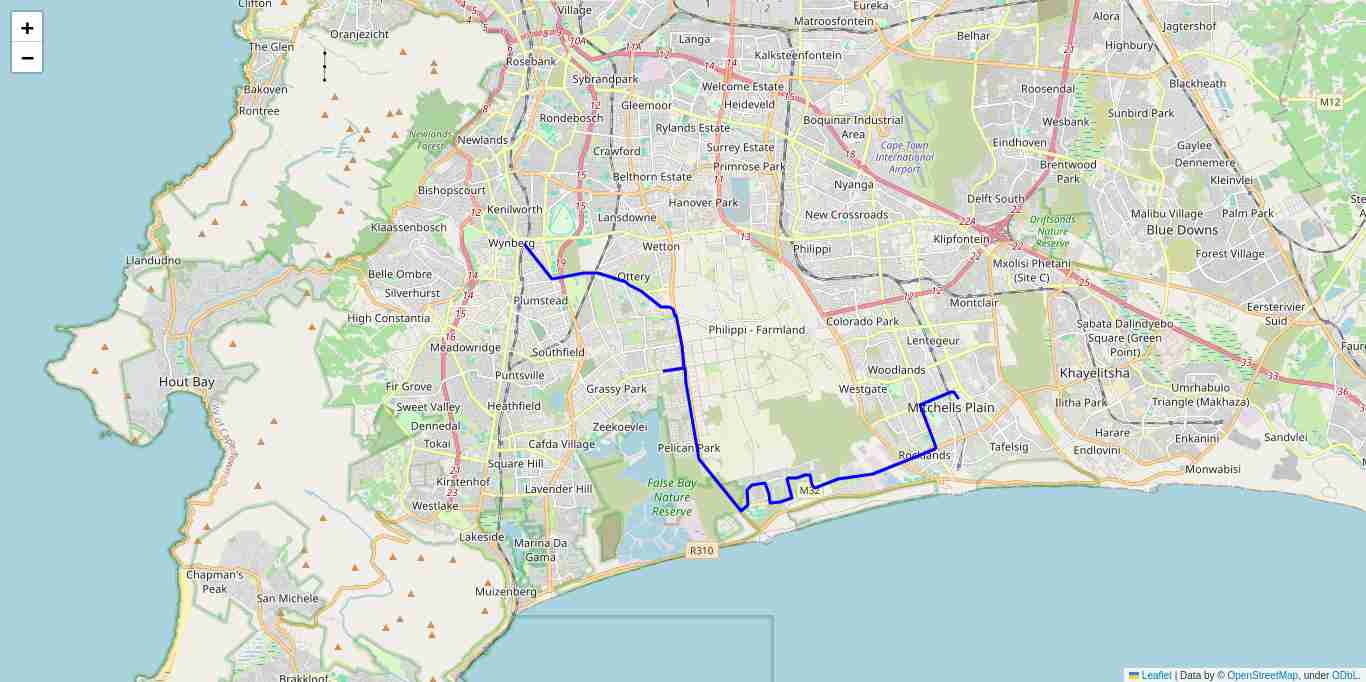 Clifton
Village
Eureka
Alora
Jagtershof
Oranjezicht
10A
17A
Langa
Matroosfontein
Belhar
Highbury
The Glen
Rosebank
Kalksteenfontein
Sybrandpark
Welcome Estate
Roosendal
Blackheath
Bakoven
Rontree
Gleemoor
Heideveld
M12
Rondebosch
Rylands Estate
Boquinar Industrial
Area
Wesbank
Sunbird Park
Newlands
Forest
Newlands
Crawford
Surrey Estate
Cape Town
International
Airport
Eindhoven
Gaylee
Dennemere
Primrose Park
Brentwood
Park
Kleinvlei
Bishopscourt
Belthorn Estate
Nyanga
Delft South
Kenilworth
Hanover Park
New Crossroads
Malibu Village
Palm Park
Klaassenbosch
Lansdowne
Driftsands
Nature
Reserve
Blue Downs
Wynberg
Wetton
Philippi
Klipfontein
Llandudno
Forest Village
Belle Ombre
Ottery
Mxolisi Phetani
(Site C)
Silverhurst
Plumstead
Montclair
Eerstervier
Suid
High Constantia
Philippi - Farmland
Colorado Park
Sabata Dalindyebo
Square (Green
Point)
Meadowridge
Southfield
Lentegeur
Hout Bay
Puntsville
Woodlands
Khayelitsha
Fir Grove
Grassy Park
Westgate
Umrhabulo
Triangle (Makhaza)
Sweet Valley
Heathfield
Mitchells Plain
Ilitha Park
Dennedal
Zeekoevlei
Harare
Enkanini
Sandvlei
Tokai
Cafda Village
Pelican Park
Rocklands
Tafelsig
Endlovini
Square Hill
Monwabisi
Kirstenhof
Lavender Hill
False Bay
Nature
Reserve
M32
Westlake
Lakeside
Marina Da
Gama
R310
Chapman's
Peak
San Michele
Muizenberg
Brakkloof
Leaflet | Data by © OpenStreetMap, under ODbL.